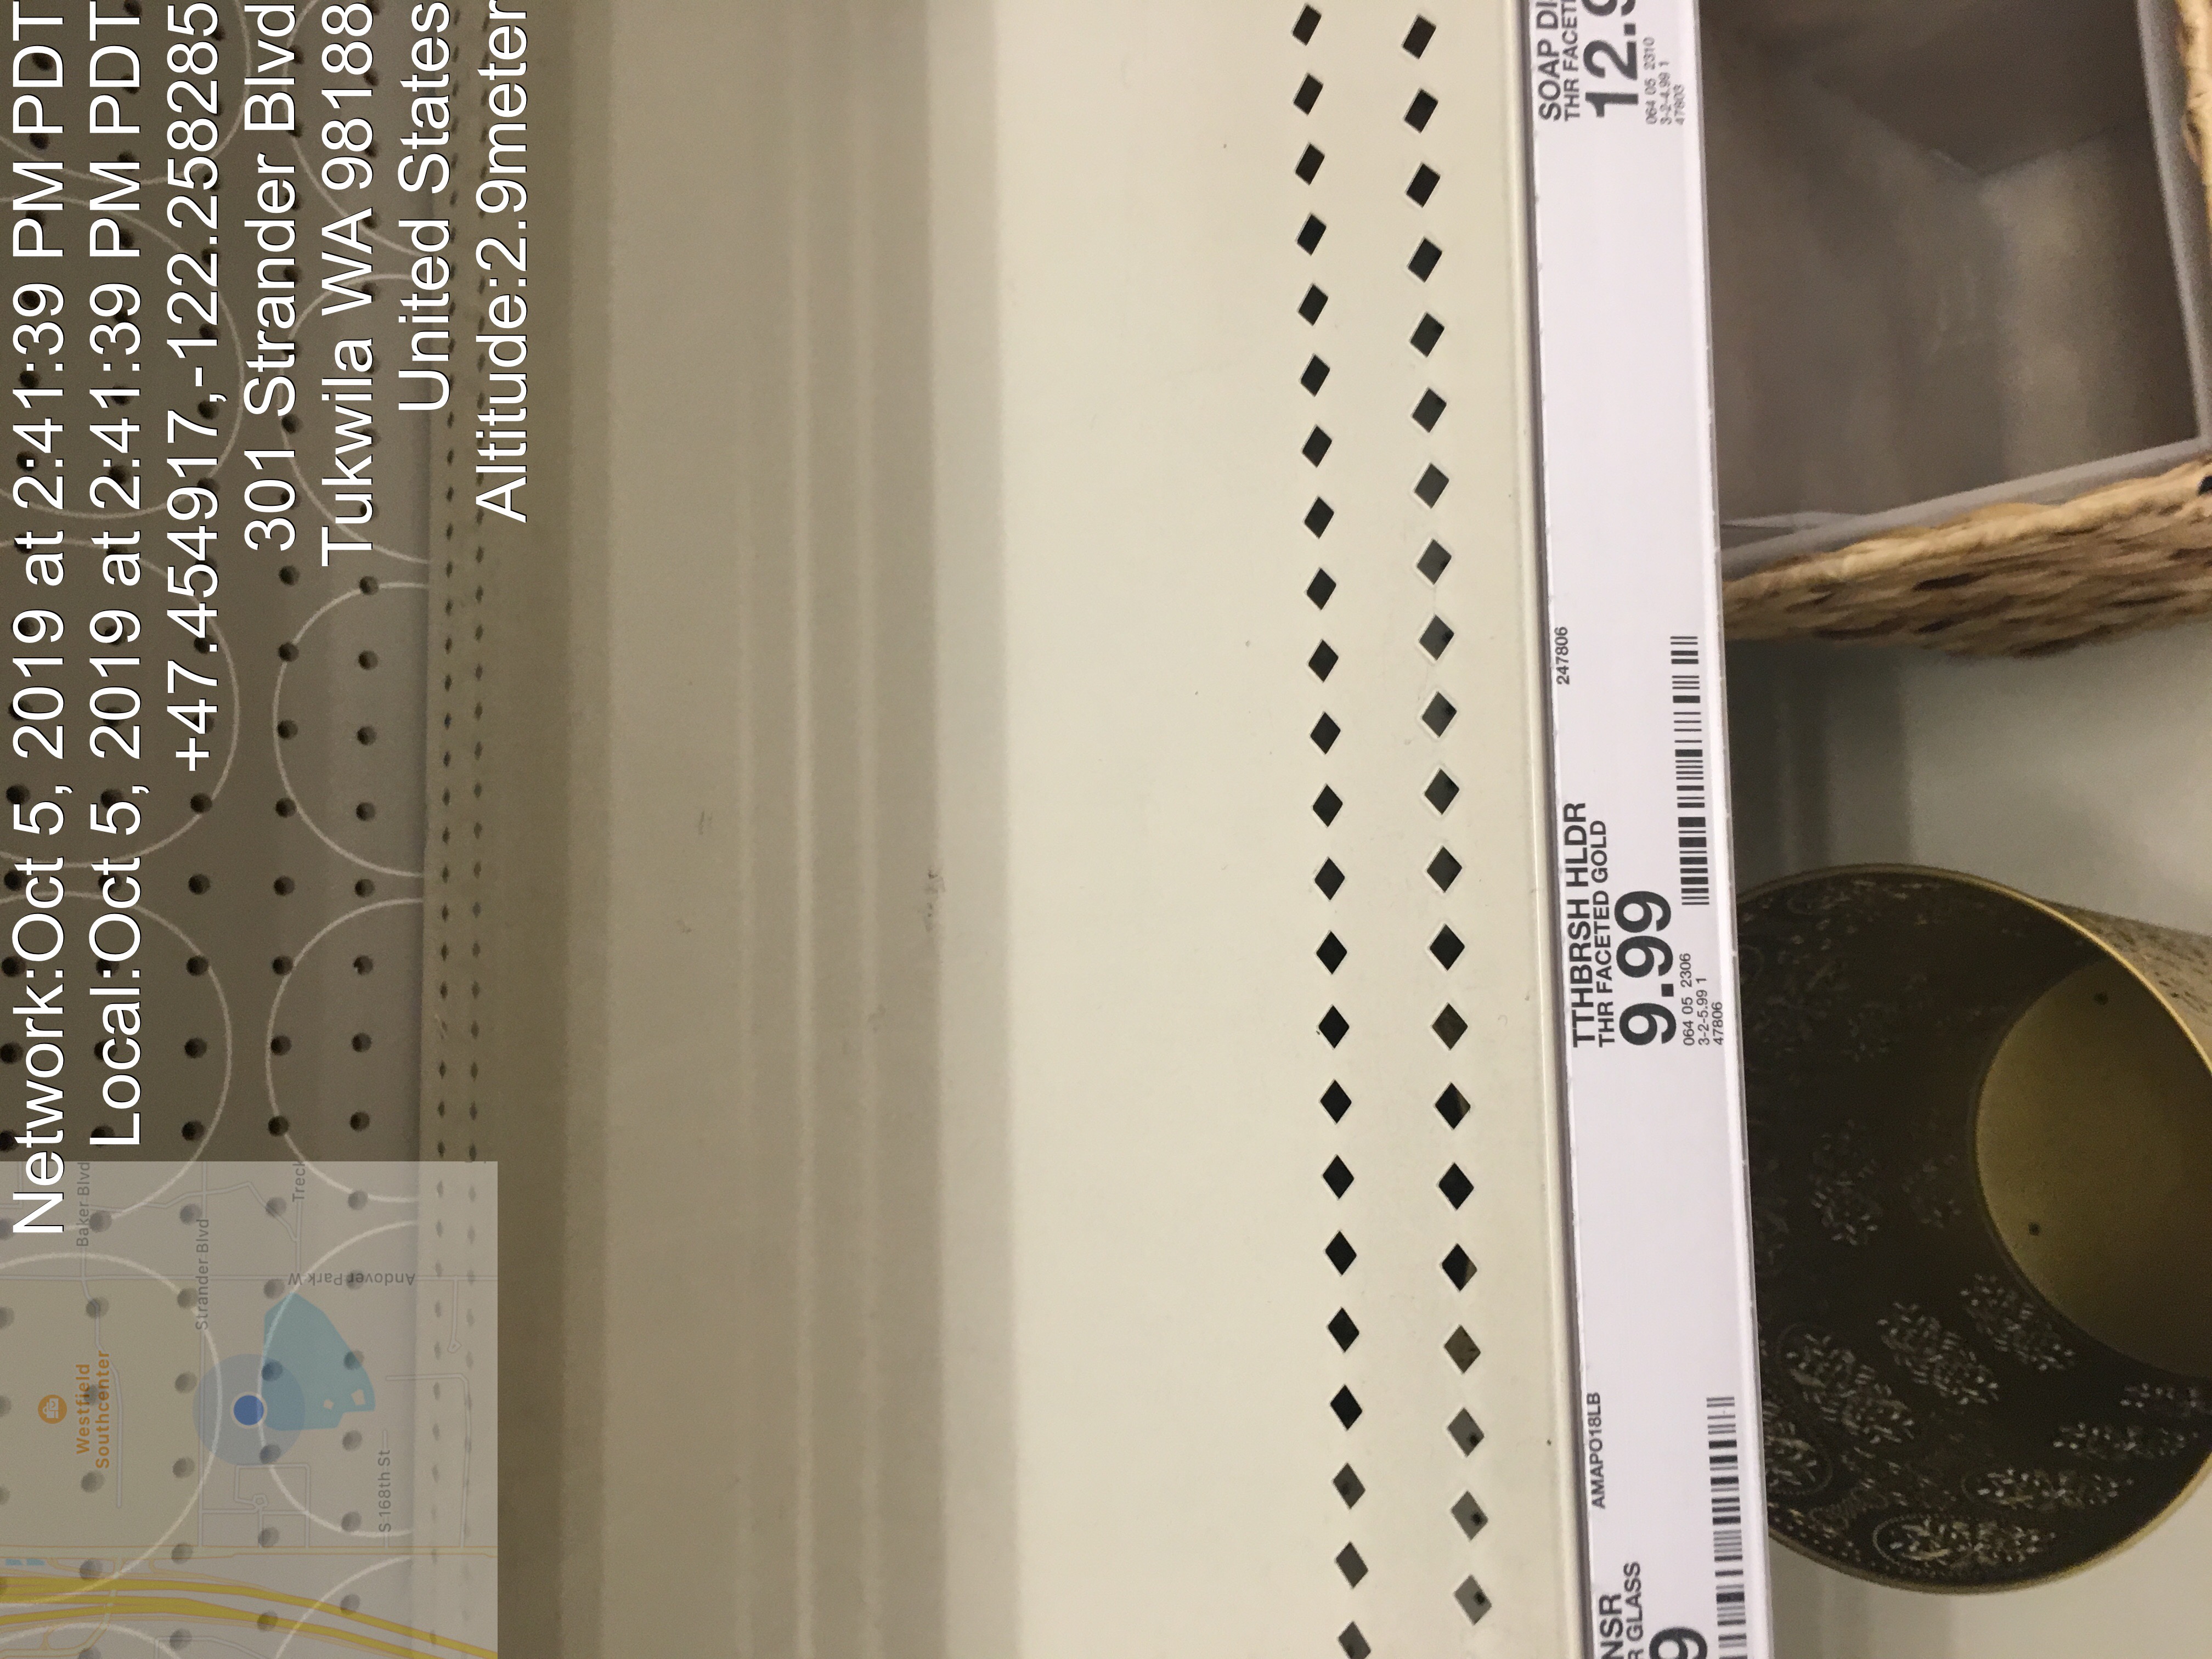 Network:Oct 5, 2019 at 2:41:39 PM PDT
Local:Oct 5, 2019 at 2:41:39 PM PDT
+47.454917,-122.258285
301 Strander Blvd
Tukwila WA 98188
United States
Altitude:2.9meter
Westfield
Southcenter
Baker Blvd
Strander Blvd
Treck
Andover Park W
S 168th St
NSR
AMAPO18LB
R GLASS
9
TTHBRSH HLDR
247806
THR FACETED GOLD
9.99
064 05 2306
3-2-5.99 1
47806
SOAP DI
THR FACET
12.9
064 05 2310
3-2-4.99 1
47803